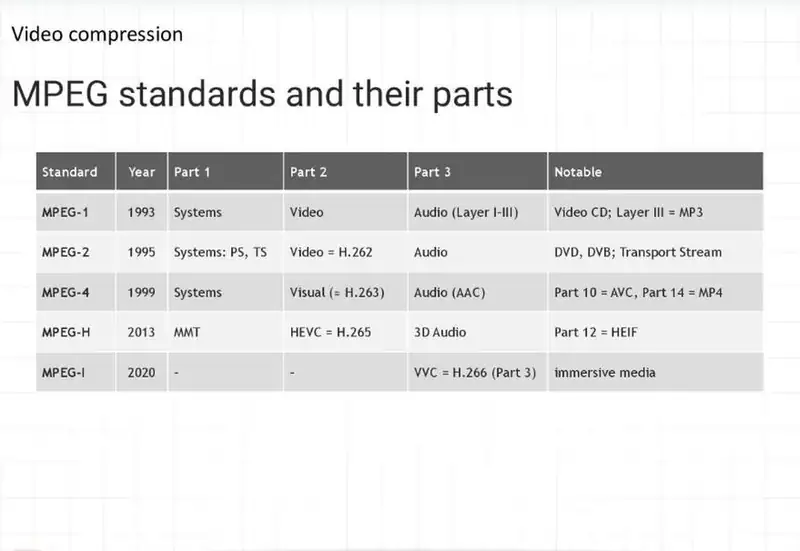 Video compression
MPEG standards and their parts
Standard Year Part 1 Part 2 Part 3 Notable
MPEG-1 1993 Systems Video Audio (Layer I-III) Video CD; Layer III = MP3
MPEG-2 1995 Systems: PS, TS Video = H.262 Audio DVD, DVB; Transport Stream
MPEG-4 1999 Systems Visual (≈ H.263) Audio (AAC) Part 10 = AVC, Part 14 = MP4
MPEG-H 2013 MMT HEVC = H.265 3D Audio Part 12 = HEIF
MPEG-I 2020 - - VVC = H.266 (Part 3) immersive media